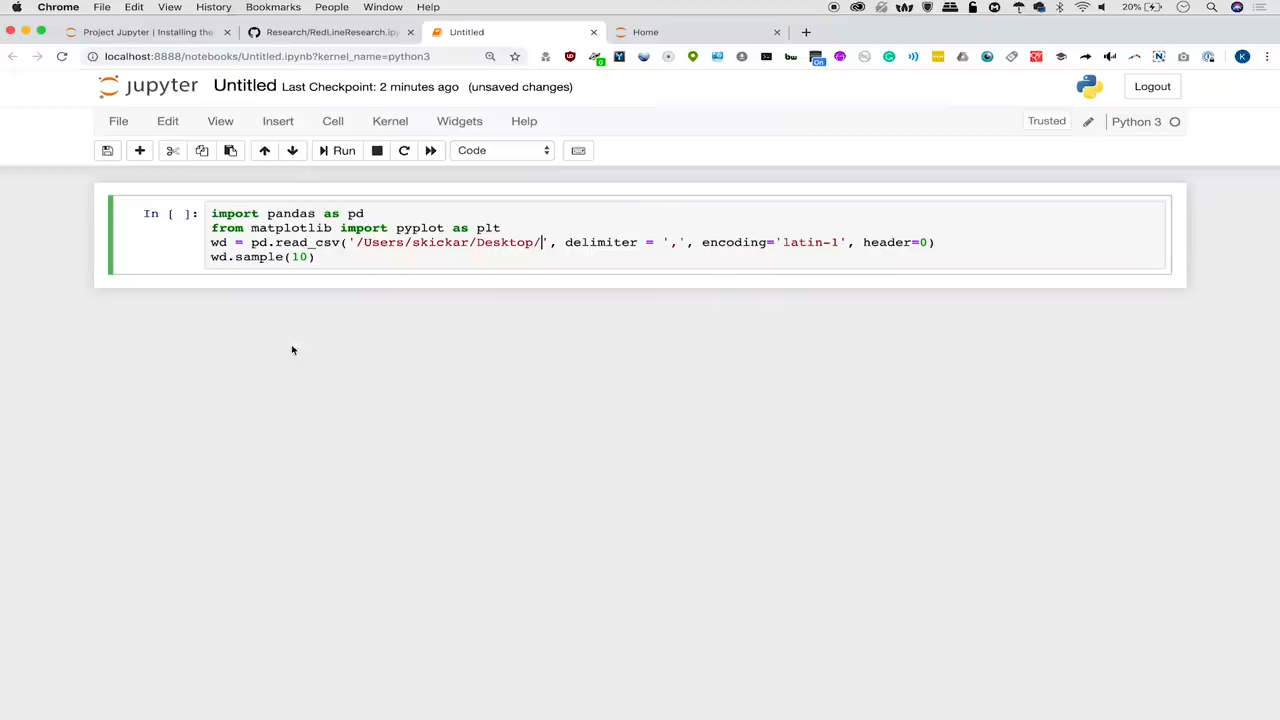 Chrome File Edit View History Bookmarks People Window Help 20%
Project Jupyter | Installing the Research/RedLineResearch.ipy Untitled Home
localhost:8888/notebooks/Untitled.ipynb?kernel_name=python3
jupyter Untitled Last Checkpoint: 2 minutes ago (unsaved changes) Logout
File Edit View Insert Cell Kernel Widgets Help Trusted Python 3
Run Code
In [ ]: import pandas as pd
from matplotlib import pyplot as plt
wd = pd.read_csv('/Users/skickar/Desktop/', delimiter = ',', encoding='latin-1', header=0)
wd.sample(10)